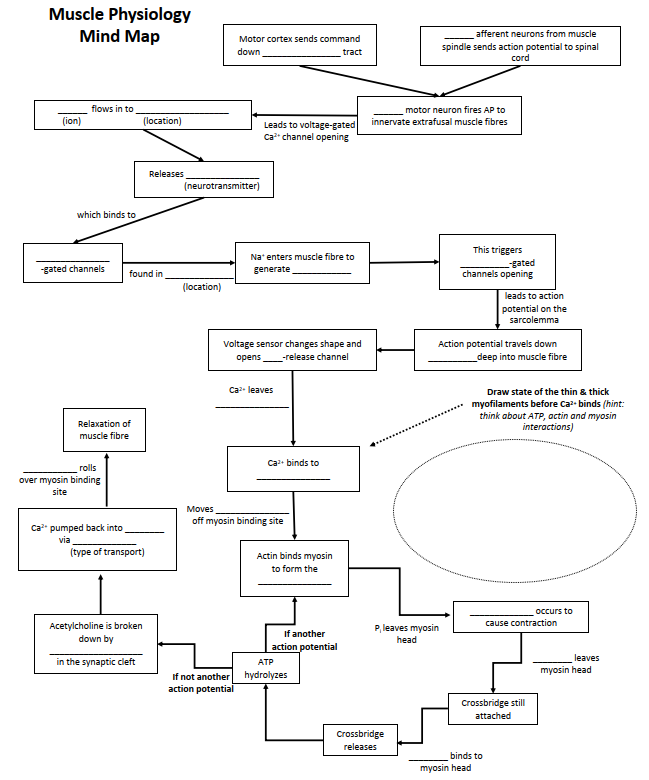 Muscle Physiology
Mind Map
Motor cortex sends command
down ________________ tract
______ afferent neurons from muscle
spindle sends action potential to spinal
cord
______ motor neuron fires AP to
innervate extrafusal muscle fibres
Leads to voltage-gated
Ca²⁺ channel opening
______ flows in to ___________________
(ion) (location)
Releases _______________
(neurotransmitter)
which binds to
_______________
-gated channels
found in ______________
(location)
Na⁺ enters muscle fibre to
generate ____________
This triggers
__________-gated
channels opening
leads to action
potential on the
sarcolemma
Action potential travels down
__________deep into muscle fibre
Voltage sensor changes shape and
opens ____-release channel
Ca²⁺ leaves
_______________
Draw state of the thin & thick
myofilaments before Ca²⁺ binds (hint:
think about ATP, actin and myosin
interactions)
Ca²⁺ binds to
_______________
Moves _______________
off myosin binding site
Actin binds myosin
to form the
_______________
Pᵢ leaves myosin
head
_____________ occurs to
cause contraction
________ leaves
myosin head
Crossbridge still
attached
________ binds to
myosin head
Crossbridge
releases
ATP
hydrolyzes
If another
action potential
If not another
action potential
Acetylcholine is broken
down by
___________________
in the synaptic cleft
Ca²⁺ pumped back into ________
via _____________
(type of transport)
___________ rolls
over myosin binding
site
Relaxation of
muscle fibre